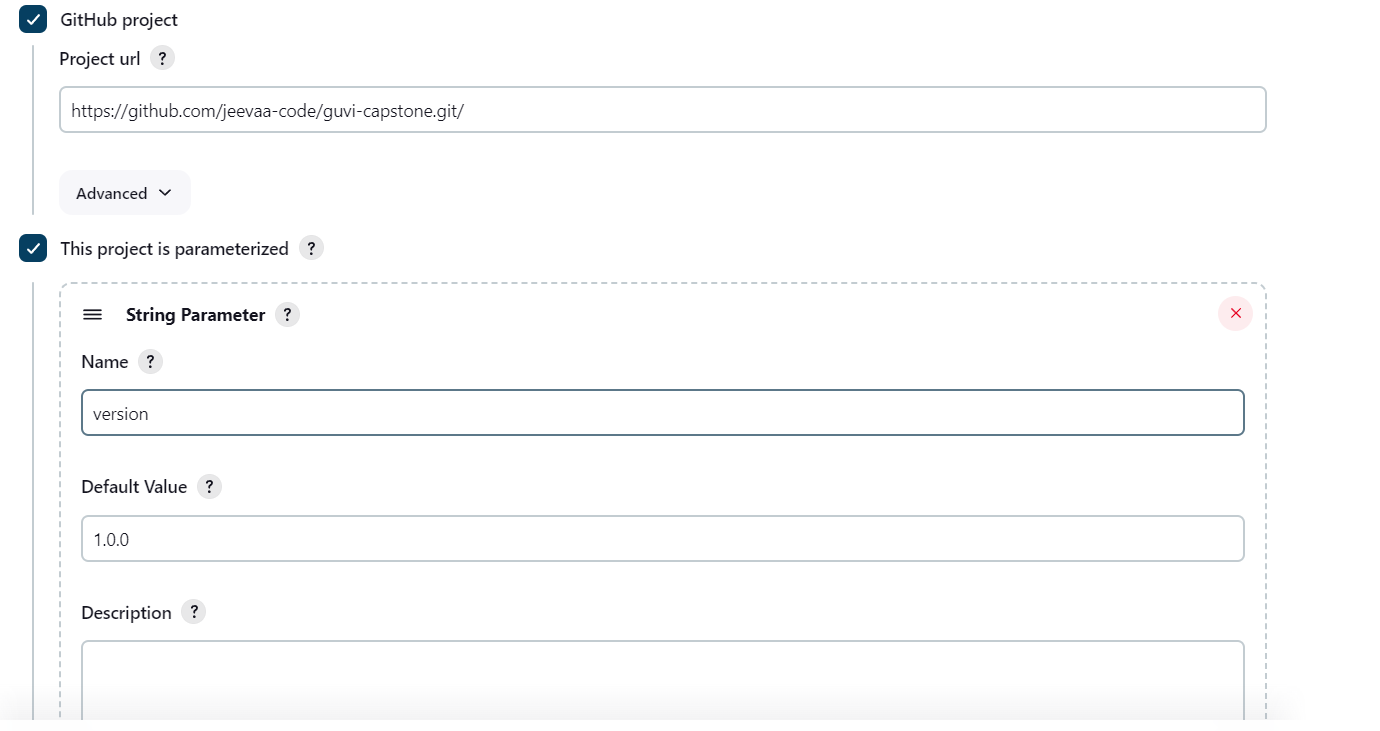 GitHub project
Project url ?
https://github.com/jeevaa-code/guvi-capstone.git/
Advanced
This project is parameterized ?
String Parameter ?
Name ?
version
Default Value ?
1.0.0
Description ?